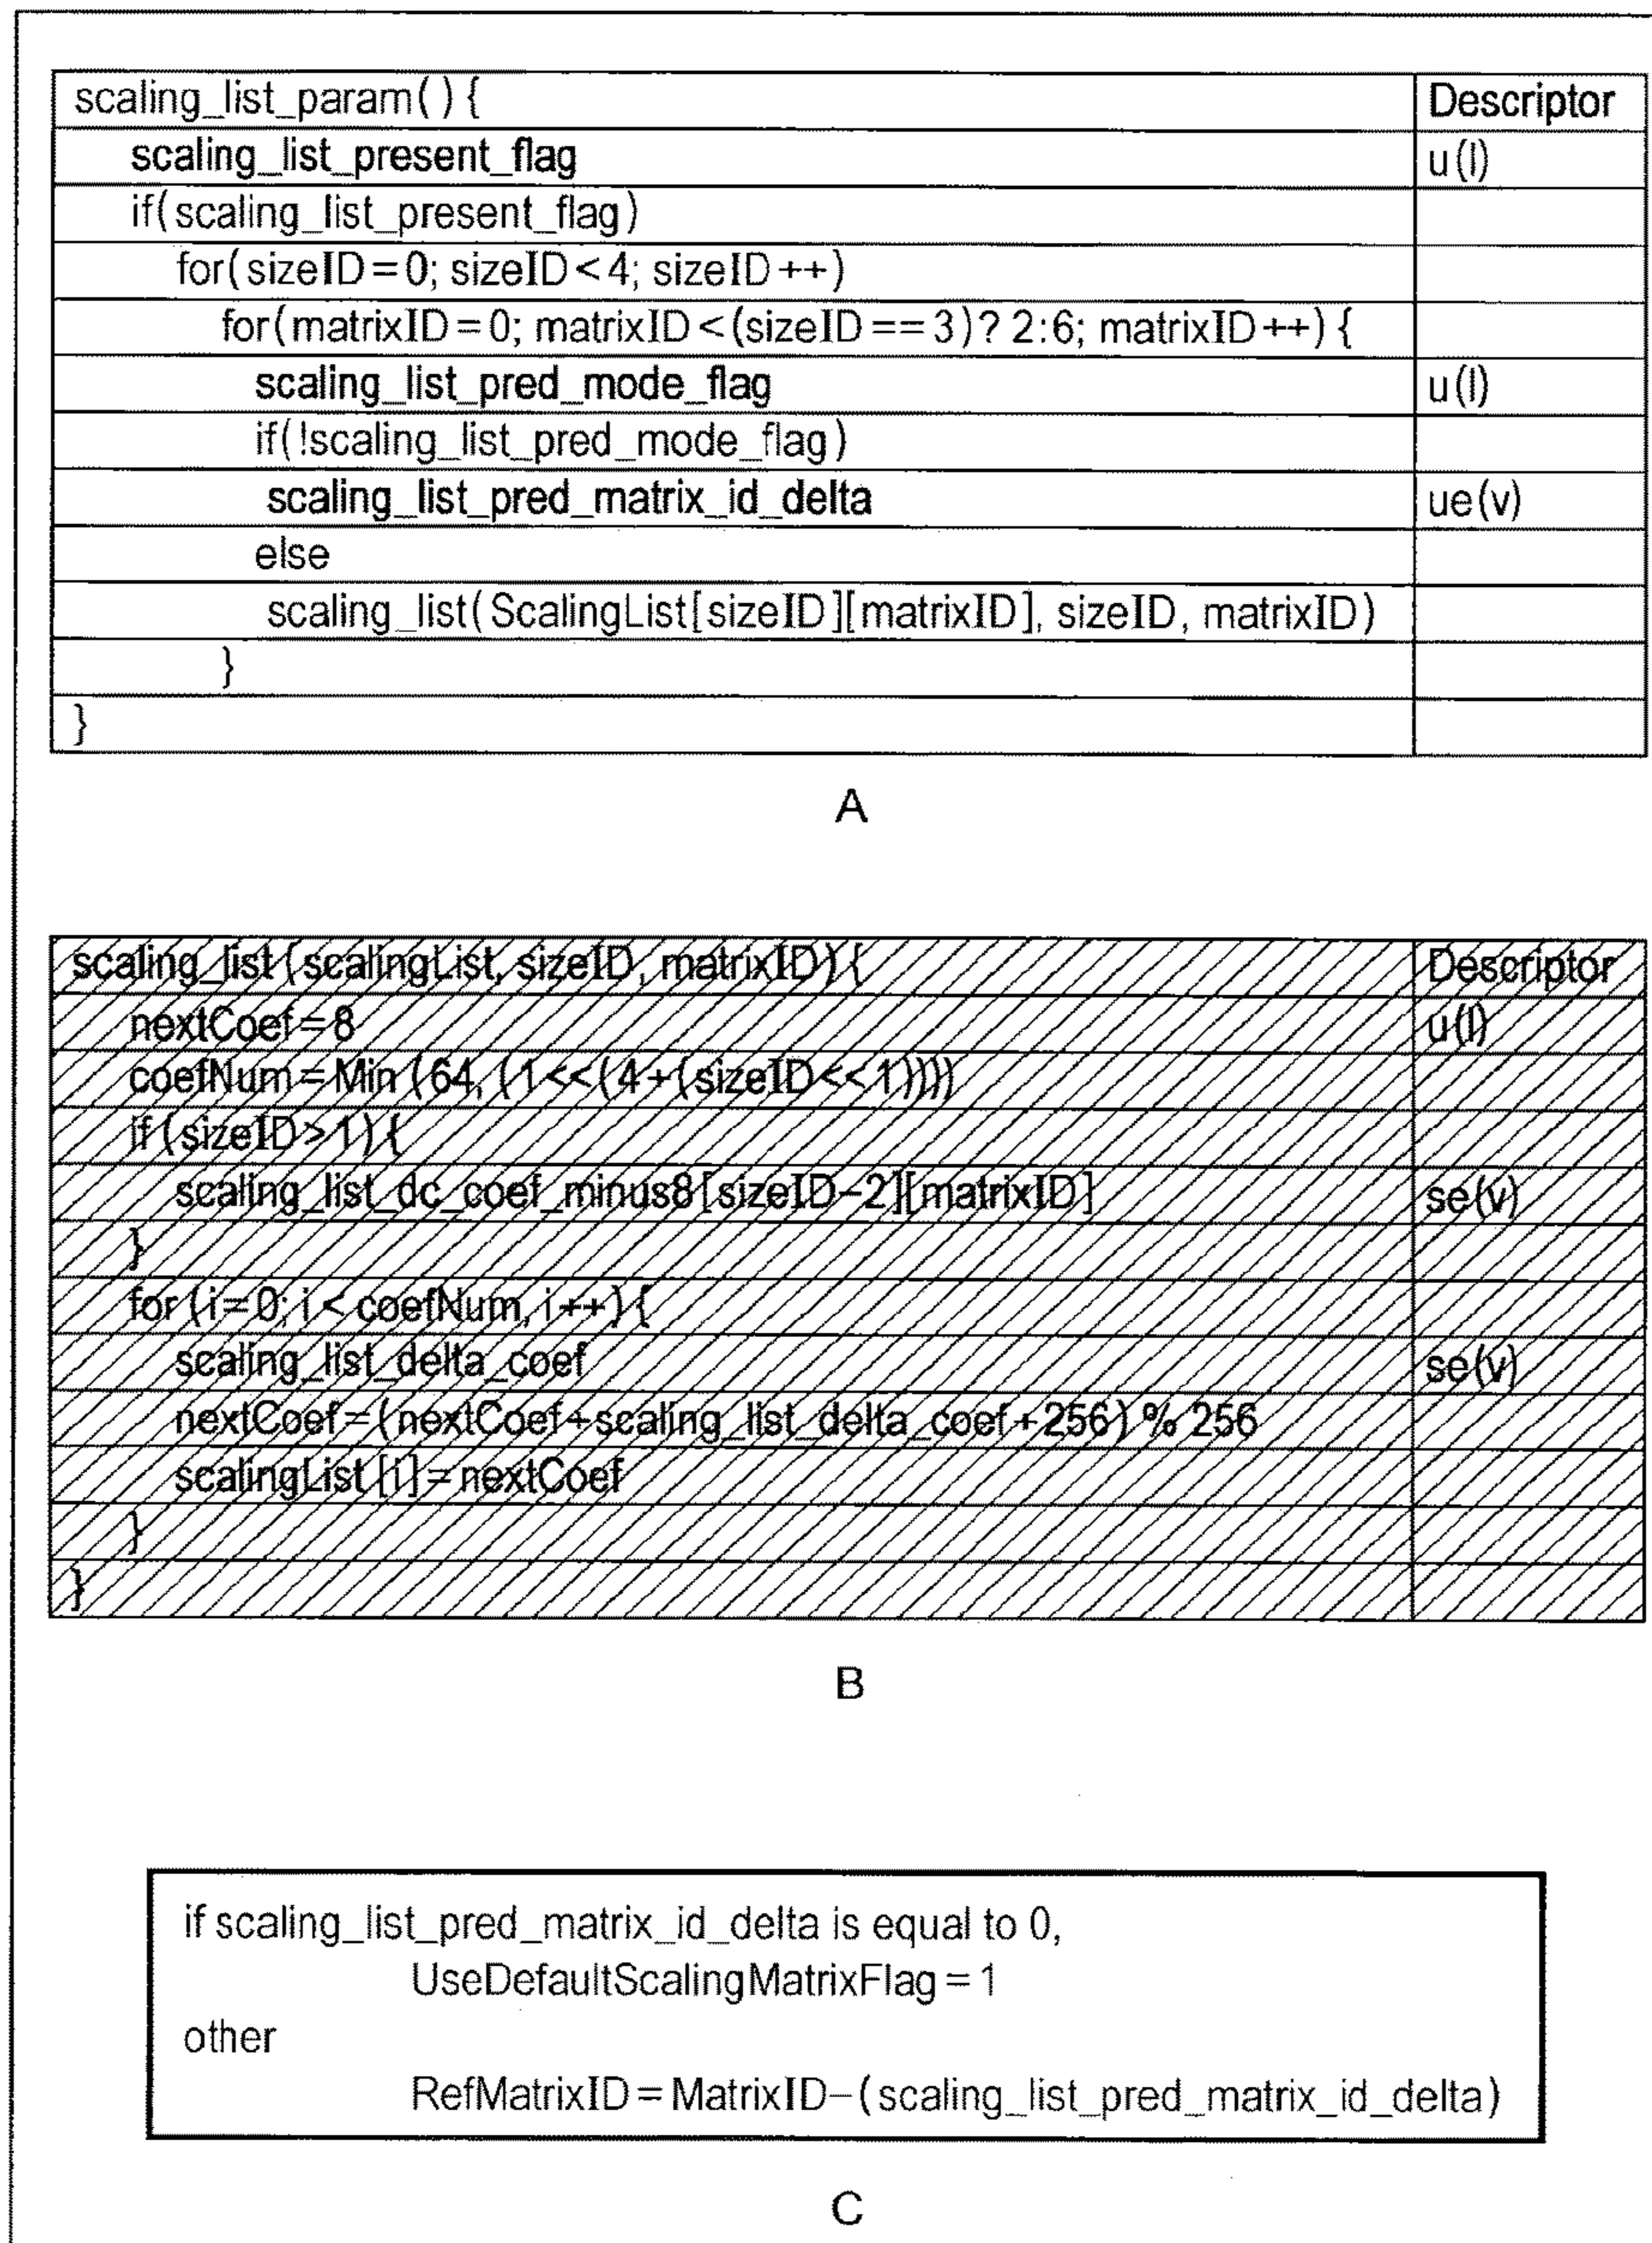 scaling_list_param( ) { Descriptor
scaling_list_present_flag u(l)
if(scaling_list_present_flag)
for(sizeID=0; sizeID<4; sizeID++)
for(matrixID=0; matrixID<(sizeID==3)? 2:6; matrixID++) {
scaling_list_pred_mode_flag u(l)
if(!scaling_list_pred_mode_flag)
scaling_list_pred_matrix_id_delta ue(v)
else
scaling_list(ScalingList[sizeID][matrixID], sizeID, matrixID)
}
}
A
scaling_list(scalingList, sizeID, matrixID) { Descriptor
nextCoef=8 u(l)
coefNum=Min (64, (1<<(4+(sizeID<<1))))
if (sizeID>1) {
scaling_list_dc_coef_minus8[sizeID-2][matrixID] se(v)
}
for (i=0; i<coefNum, i++) {
scaling_list_delta_coef se(v)
nextCoef=(nextCoef+scaling_list_delta_coef+256) % 256
scalingList [i]=nextCoef
}
}
B
if scaling_list_pred_matrix_id_delta is equal to 0,
UseDefaultScalingMatrixFlag=1
other
RefMatrixID=MatrixID-(scaling_list_pred_matrix_id_delta)
C